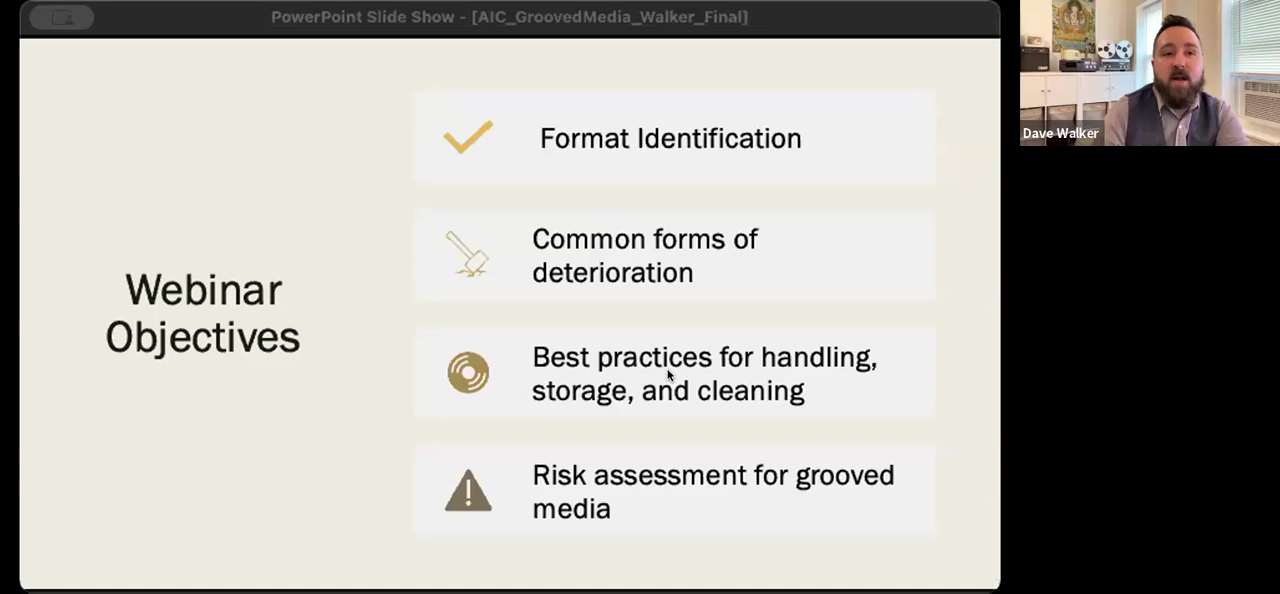 PowerPoint Slide Show - [AIC_GroovedMedia_Walker_Final]
Webinar
Objectives
Format Identification
Common forms of
deterioration
Best practices for handling,
storage, and cleaning
Risk assessment for grooved
media
Dave Walker